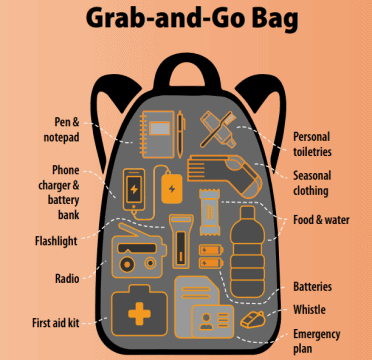 Grab-and-Go Bag
Pen &
notepad
Phone
charger &
battery
bank
Flashlight
Radio
First aid kit
Personal
toiletries
Seasonal
clothing
Food & water
Batteries
Whistle
Emergency
plan